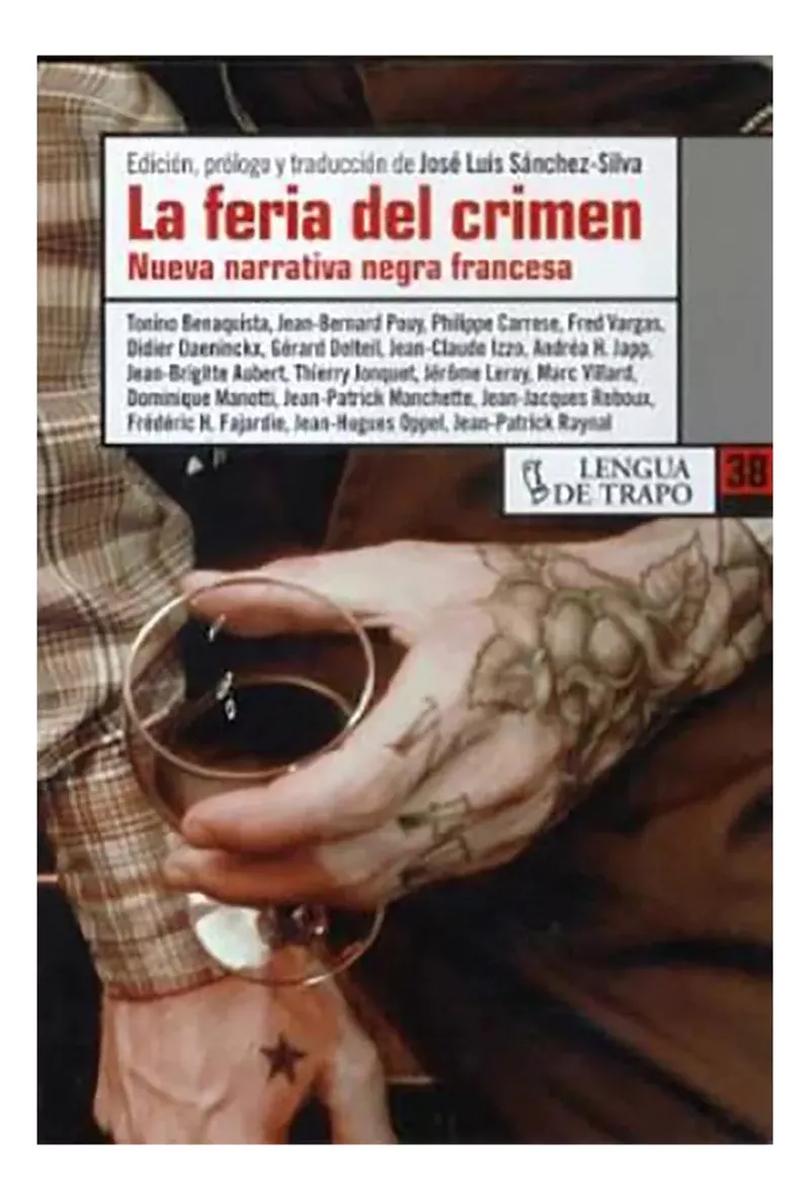 Edición, prólogo y traducción de José Luis Sánchez-Silva
La feria del crimen
Nueva narrativa negra francesa
Tonino Benaquista, Jean-Bernard Pouy, Philippe Carrese, Fred Vargas,
Didier Daeninckx, Gérard Delteil, Jean-Claude Izzo, Andréa H. Japp,
Jean-Brigitte Aubert, Thierry Jonquet, Jérôme Leroy, Marc Villard,
Dominique Manotti, Jean-Patrick Manchette, Jean-Jacques Reboux,
Frédéric H. Fajardie, Jean-Hugues Oppel, Jean-Patrick Raynal
LENGUA
DE TRAPO
38